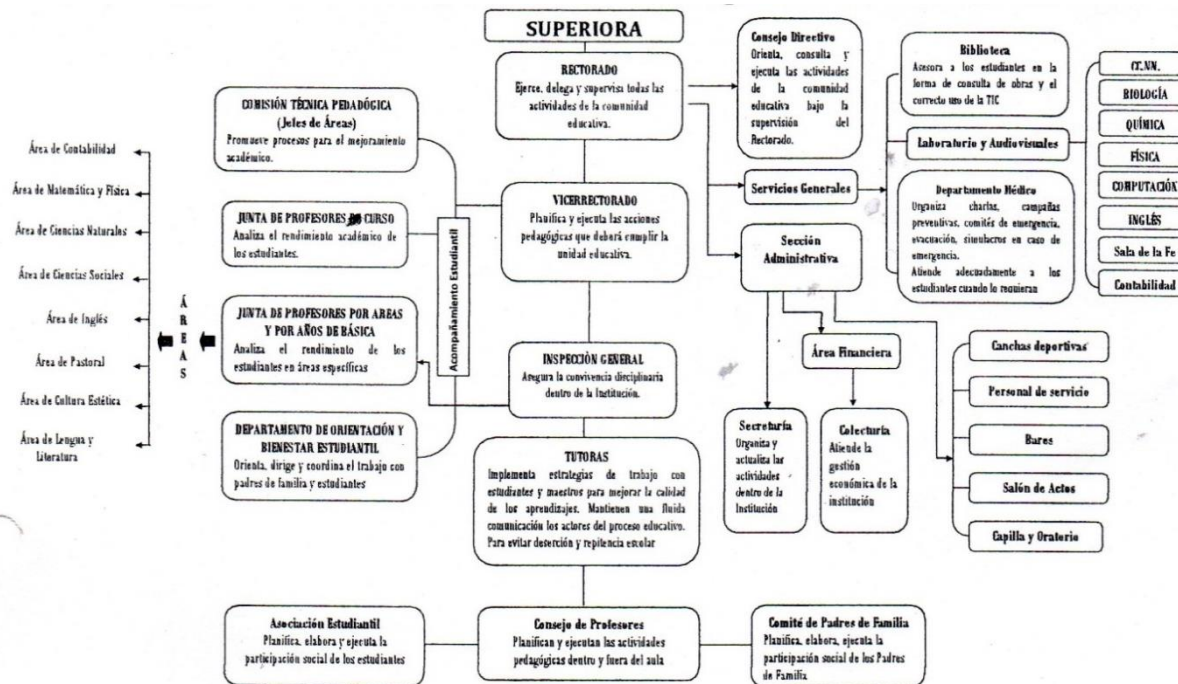 SUPERIORA
RECTORADO
Ejerce, delega y supervisa todas las
actividades de la comunidad
educativa.
COMISIÓN TÉCNICA PEDAGÓGICA
(Jefes de Áreas)
Promueve procesos para el mejoramiento
académico.
JUNTA DE PROFESORES DE CURSO
Analiza el rendimiento académico de
los estudiantes.
JUNTA DE PROFESORES POR AREAS
Y POR AÑOS DE BÁSICA
Analiza el rendimiento de los
estudiantes en áreas específicas
DEPARTAMENTO DE ORIENTACIÓN Y
BIENESTAR ESTUDIANTIL
Orienta, dirige y coordina el trabajo con
padres de familia y estudiantes
Acompañamiento Estudiantil
ÁREAS
Área de Contabilidad
Área de Matemática y Física
Área de Ciencias Naturales
Área de Ciencias Sociales
Área de Inglés
Área de Pastoral
Área de Cultura Estética
Área de Lengua y
Literatura
VICERRECTORADO
Planifica y ejecuta las acciones
pedagógicas que deberá cumplir la
unidad educativa.
INSPECCIÓN GENERAL
Asegura la convivencia disciplinaria
dentro de la Institución.
TUTORAS
Implementa estrategias de trabajo con
estudiantes y maestros para mejorar la calidad
de los aprendizajes. Mantienen una fluida
comunicación los actores del proceso educativo.
Para evitar deserción y repitencia escolar
Consejo Directivo
Orienta, consulta y
ejecuta las actividades
de la comunidad
educativa bajo la
supervisión del
Rectorado.
Servicios Generales
Sección
Administrativa
Biblioteca
Asesora a los estudiantes en la
forma de consulta de obras y el
correcto uso de la TIC
Laboratorio y Audiovisuales
Departamento Médico
Organiza charlas, campañas
preventivas, comités de emergencia,
evacuación, simulacros en caso de
emergencia.
Atiende adecuadamente a los
estudiantes cuando lo requieran
CC.NN.
BIOLOGÍA
QUÍMICA
FÍSICA
COMPUTACIÓN
INGLÉS
Sala de la Fe
Contabilidad
Área Financiera
Secretaría
Organiza y
actualiza las
actividades
dentro de la
Institución
Colecturía
Atiende la
gestión
económica de la
institución
Canchas deportivas
Personal de servicio
Bares
Salón de Actos
Capilla y Oratorio
Asociación Estudiantil
Planifica, elabora y ejecuta la
participación social de los estudiantes
Consejo de Profesores
Planifican y ejecutan las actividades
pedagógicas dentro y fuera del aula
Comité de Padres de Familia
Planifica, elabora, ejecuta la
participación social de los Padres
de Familia